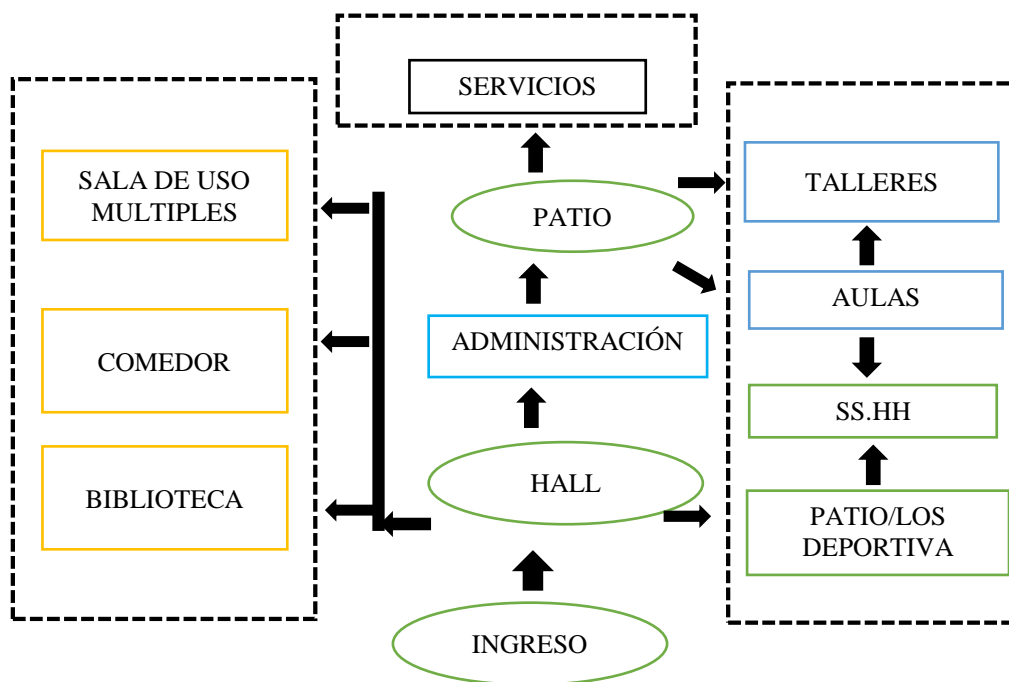 SERVICIOS
SALA DE USO
MULTIPLES
PATIO
TALLERES
AULAS
ADMINISTRACIÓN
COMEDOR
SS.HH
BIBLIOTECA
HALL
PATIO/LOS
DEPORTIVA
INGRESO